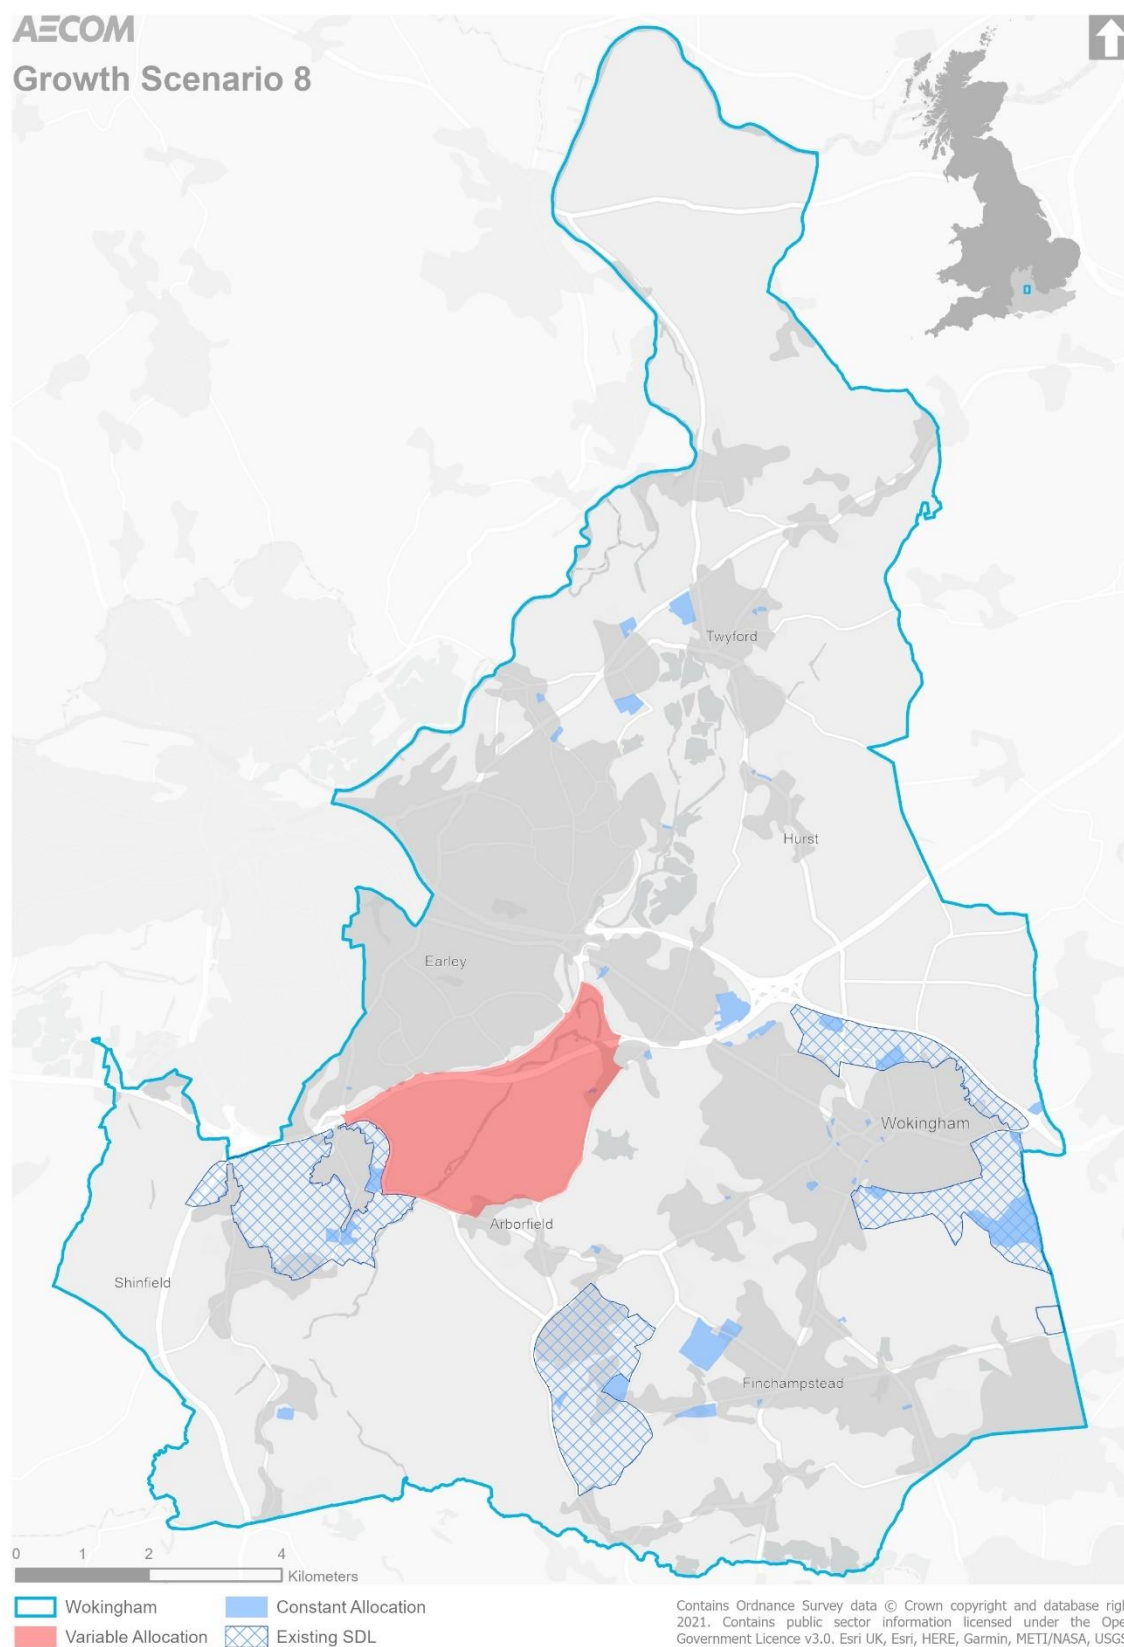 AECOM
Growth Scenario 8
Twyford
Hurst
Earley
Wokingham
Arborfield
Shinfield
Finchampstead
0 1 2 4
Kilometers
Wokingham
Constant Allocation
Variable Allocation
Existing SDL
Contains Ordnance Survey data © Crown copyright and database
2021. Contains public sector information licensed under the
Government Licence v3.0. Esri UK, Esri, HERE, Garmin, METI/NASA, USGS